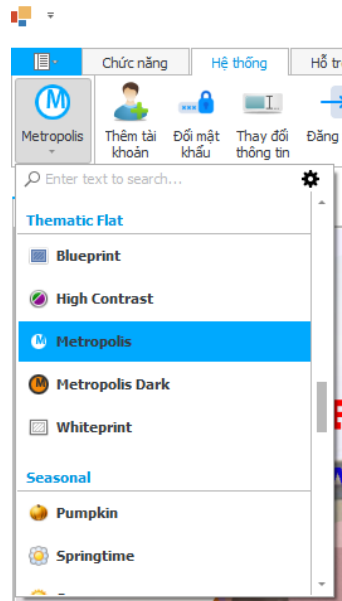 Chức năng
Hệ thống
Hỗ
Metropolis
Thêm tài khoản
Đổi mật khẩu
Thay đổi thông tin
Đăng
Enter text to search...
Thematic Flat
Blueprint
High Contrast
Metropolis
Metropolis Dark
Whiteprint
Seasonal
Pumpkin
Springtime